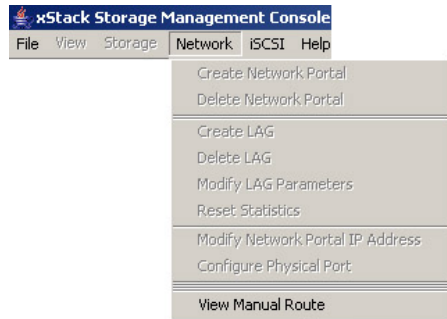 xStack Storage Management Console
File View Storage Network iSCSI Help
Create Network Portal
Delete Network Portal
Create LAG
Delete LAG
Modify LAG Parameters
Reset Statistics
Modify Network Portal IP Address
Configure Physical Port
View Manual Route